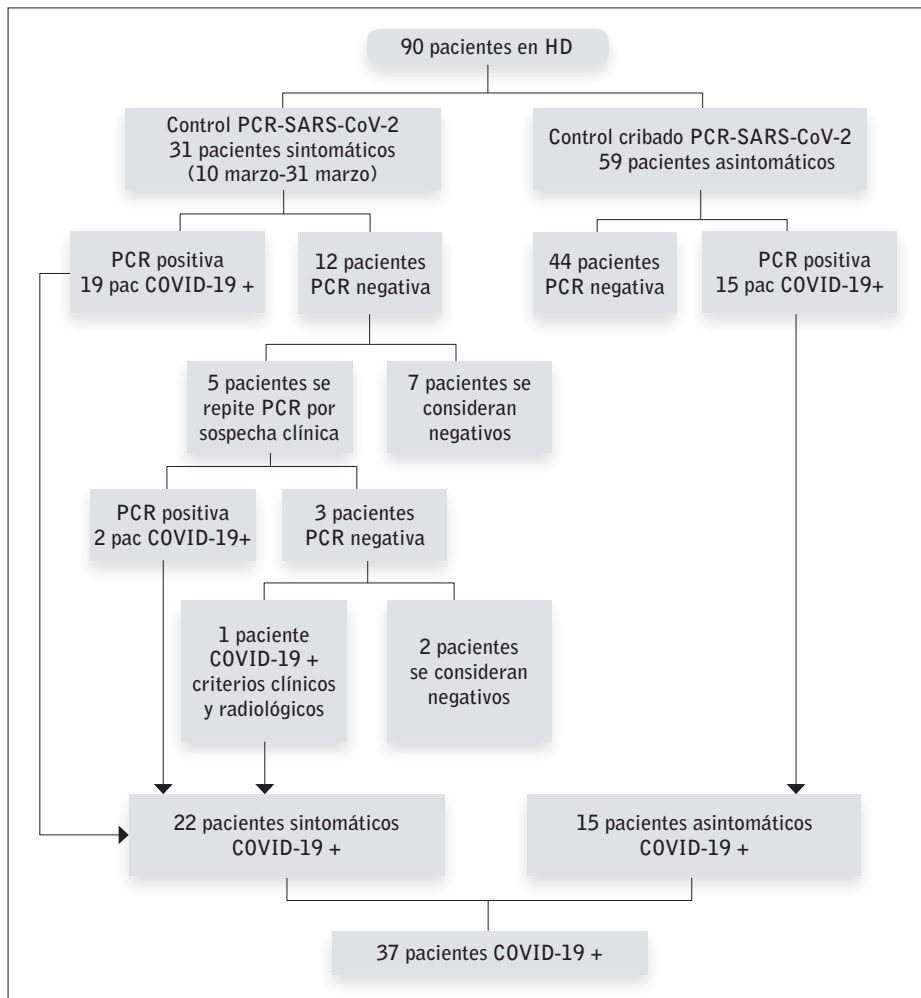 90 pacientes en HD
Control PCR-SARS-CoV-2
31 pacientes sintomáticos
(10 marzo-31 marzo)
Control cribado PCR-SARS-CoV-2
59 pacientes asintomáticos
PCR positiva
19 pac COVID-19 +
12 pacientes
PCR negativa
44 pacientes
PCR negativa
PCR positiva
15 pac COVID-19+
5 pacientes se
repite PCR por
sospecha clínica
7 pacientes se
consideran
negativos
PCR positiva
2 pac COVID-19+
3 pacientes
PCR negativa
1 paciente
COVID-19 +
criterios clínicos
y radiológicos
2 pacientes
se consideran
negativos
22 pacientes sintomáticos
COVID-19 +
15 pacientes asintomáticos
COVID-19 +
37 pacientes COVID-19 +